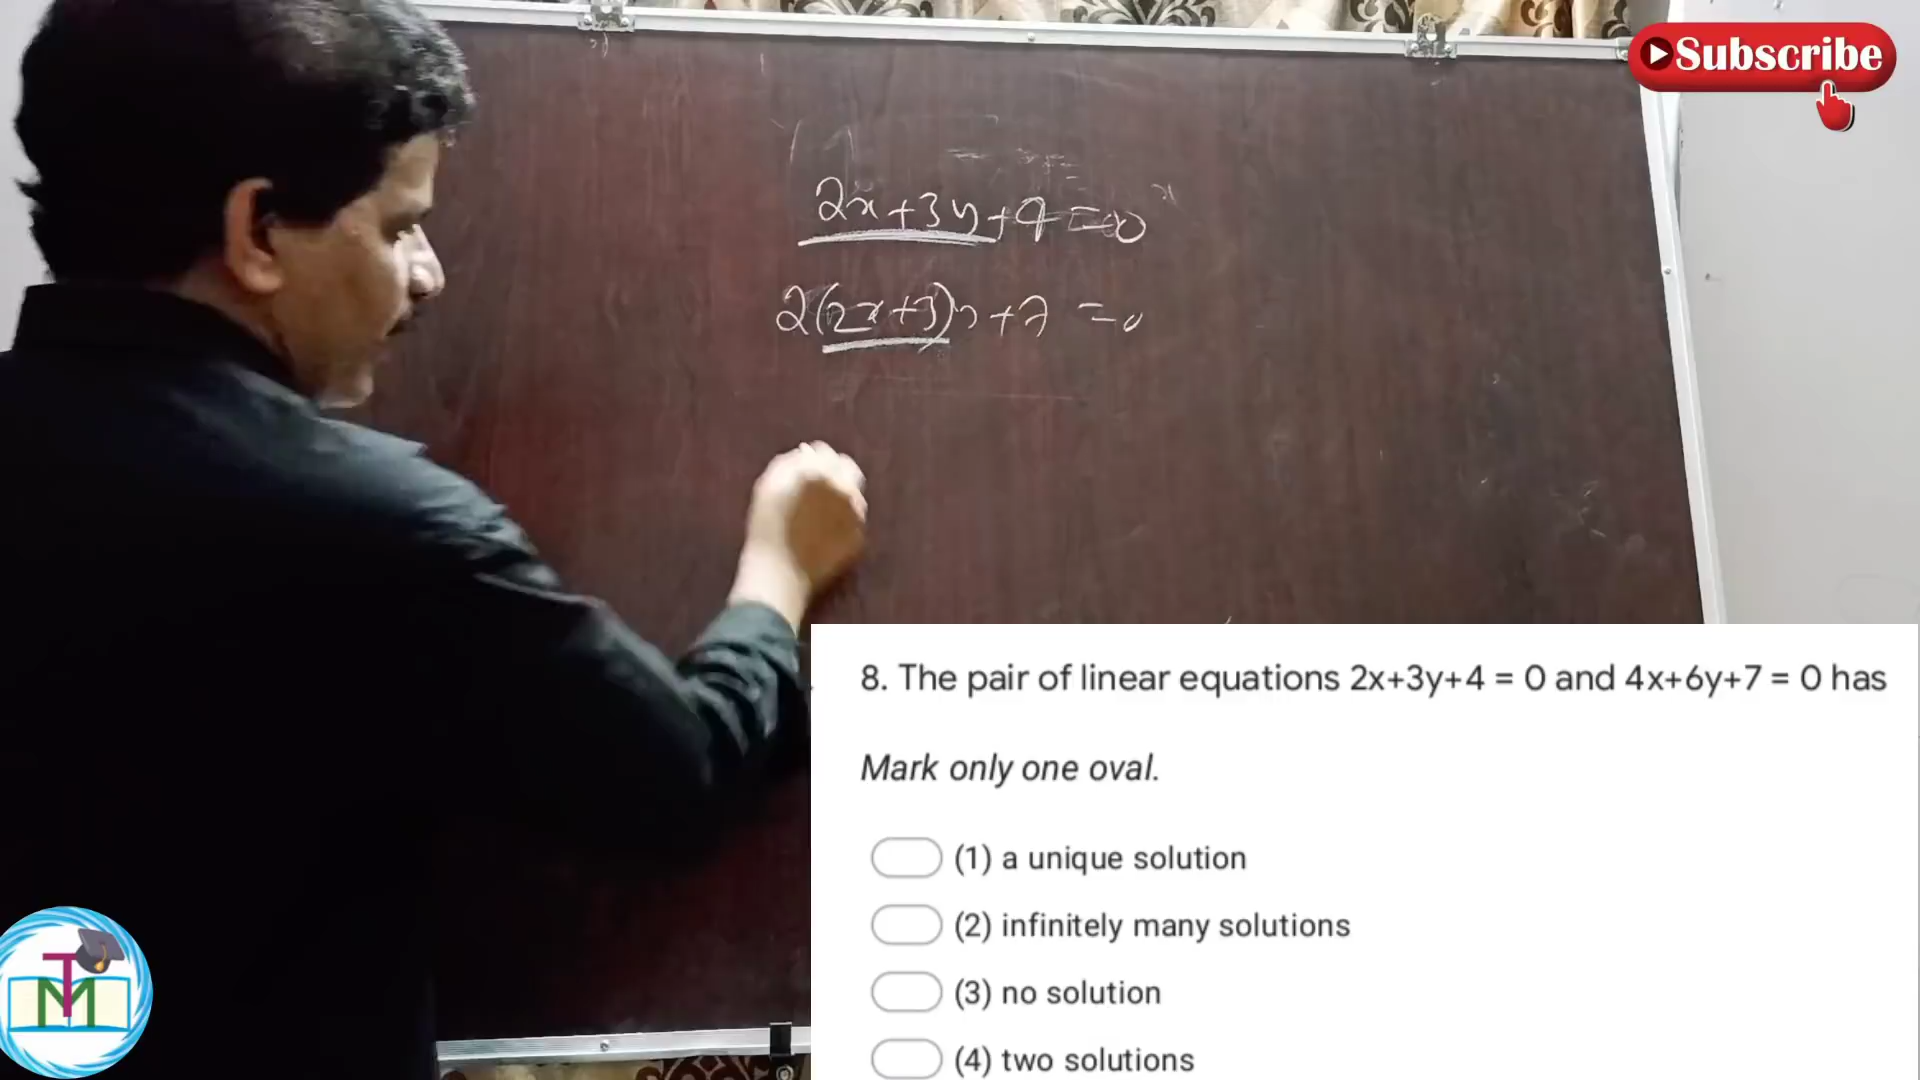 Subscribe
2x+3y+4=0
2(2x+3)y+7=0
8. The pair of linear equations 2x+3y+4 = 0 and 4x+6y+7 = 0 has
Mark only one oval.
(1) a unique solution
(2) infinitely many solutions
(3) no solution
(4) two solutions
TM